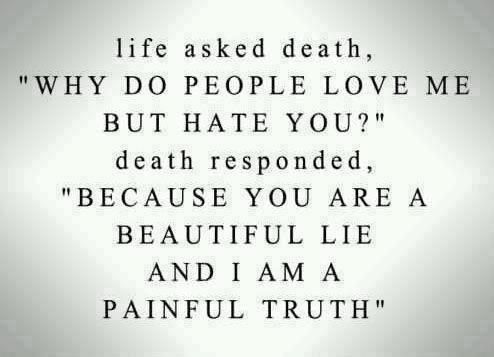 life asked death,
"WHY DO PEOPLE LOVE ME
BUT HATE YOU?"
death responded,
"BECAUSE YOU ARE A
BEAUTIFUL LIE
AND I AM A
PAINFUL TRUTH"